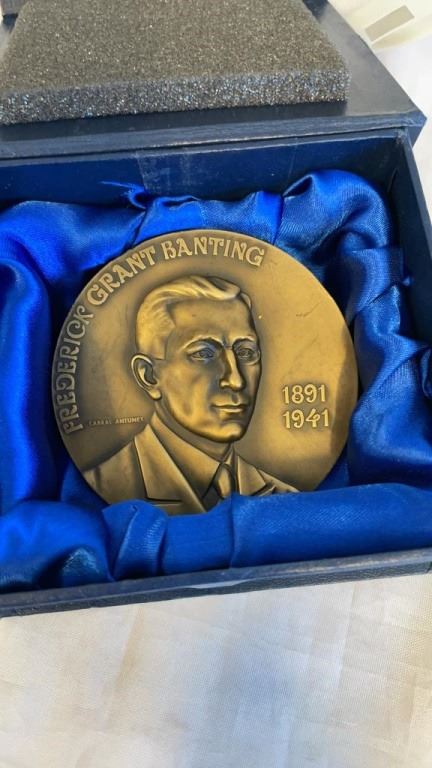 FREDERICK GRANT BANTING
1891
1941
CABRAL ANTUNES